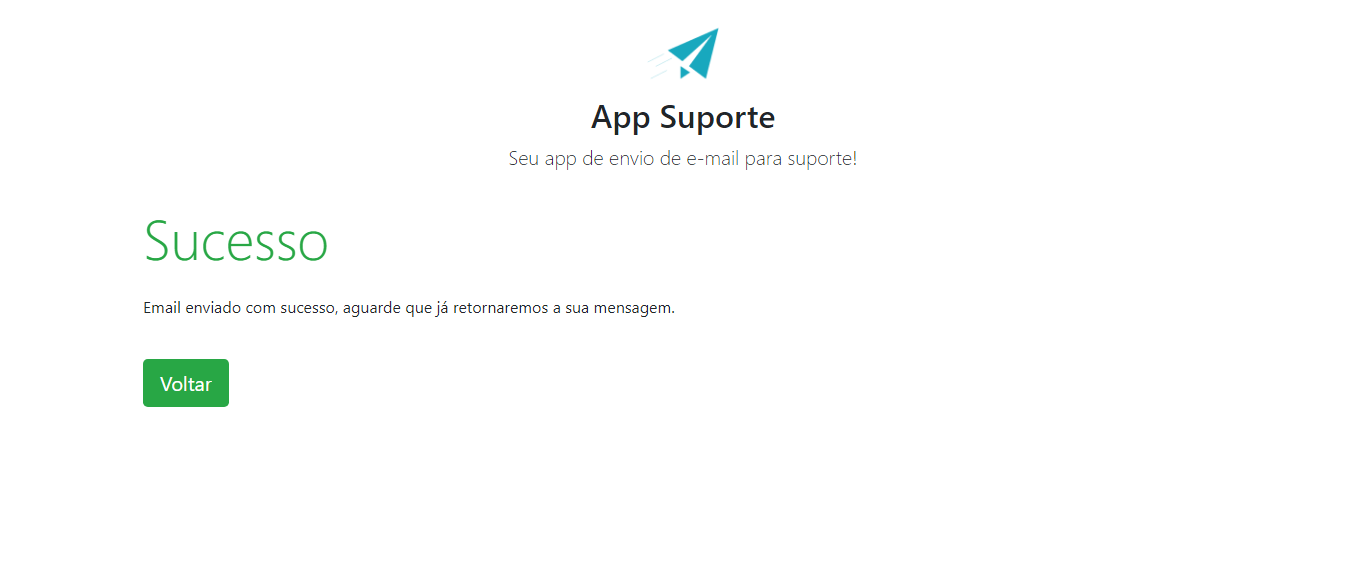 App Suporte
Seu app de envio de e-mail para suporte!
Sucesso
Email enviado com sucesso, aguarde que já retornaremos a sua mensagem.
Voltar